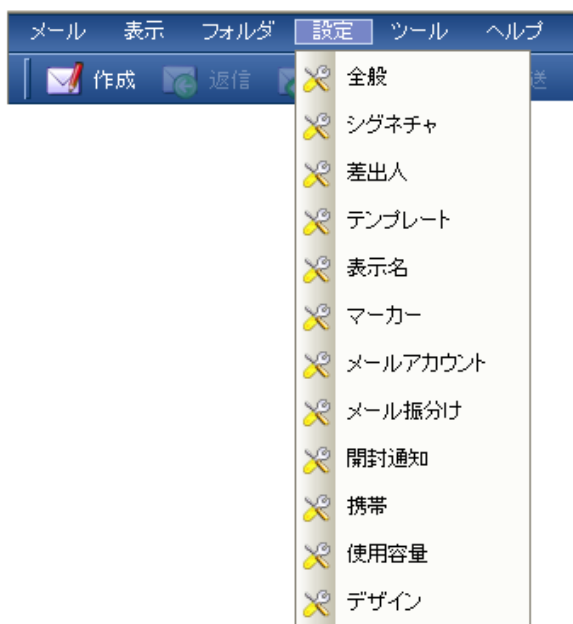 メール 表示 フォルダ 設定 ツール ヘルプ
作成 返信 送
全般
シグネチャ
差出人
テンプレート
表示名
マーカー
メールアカウント
メール振分け
開封通知
携帯
使用容量
デザイン